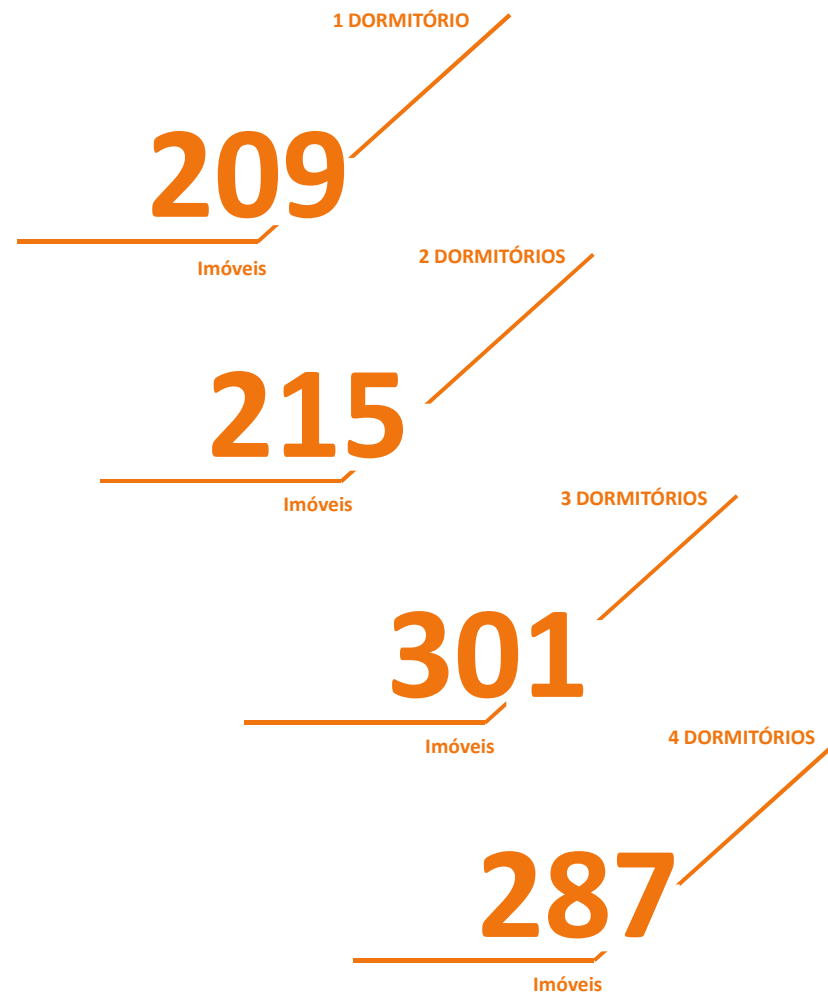 1 DORMITÓRIO
209
Imóveis
2 DORMITÓRIOS
215
Imóveis
3 DORMITÓRIOS
301
Imóveis
4 DORMITÓRIOS
287
Imóveis